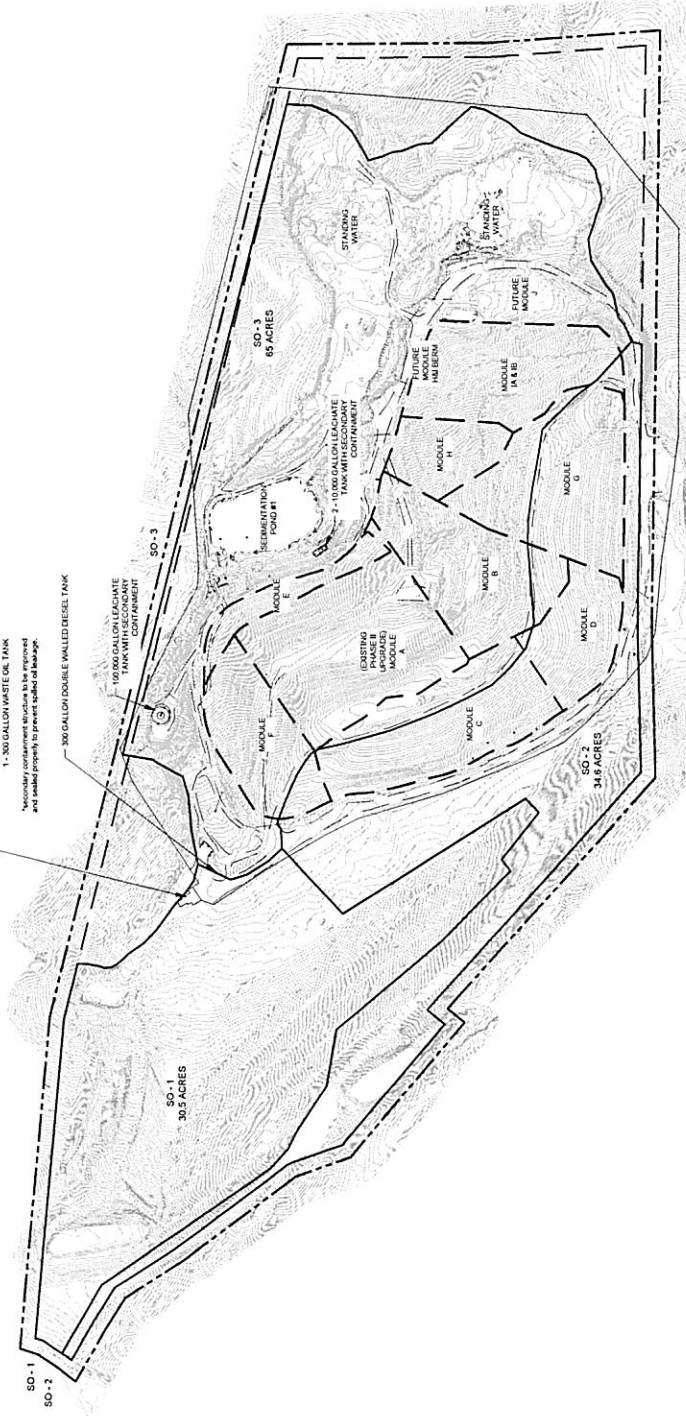 1 - 300 GALLON WASTE OIL TANK
*secondary containment structure to be improved
and sealed properly to prevent spilled oil leakage.
300 GALLON DOUBLE WALLED DIESEL TANK
100,000 GALLON LEACHATE
TANK WITH SECONDARY
CONTAINMENT
SO - 3
SO - 3
65 ACRES
STANDING
WATER
STANDING
WATER
SEDIMENTATION
POND #1
2 - 10,000 GALLON LEACHATE
TANK WITH SECONDARY
CONTAINMENT
FUTURE
MODULE
H&I BERM
FUTURE
MODULE
J
MODULE
IA & IB
MODULE
H
MODULE
G
MODULE
E
(EXISTING
PHASE II
UPGRADE)
MODULE
A
MODULE
B
MODULE
D
MODULE
F
MODULE
C
SO - 2
34.6 ACRES
SO - 1
30.5 ACRES
SO - 1
SO - 2